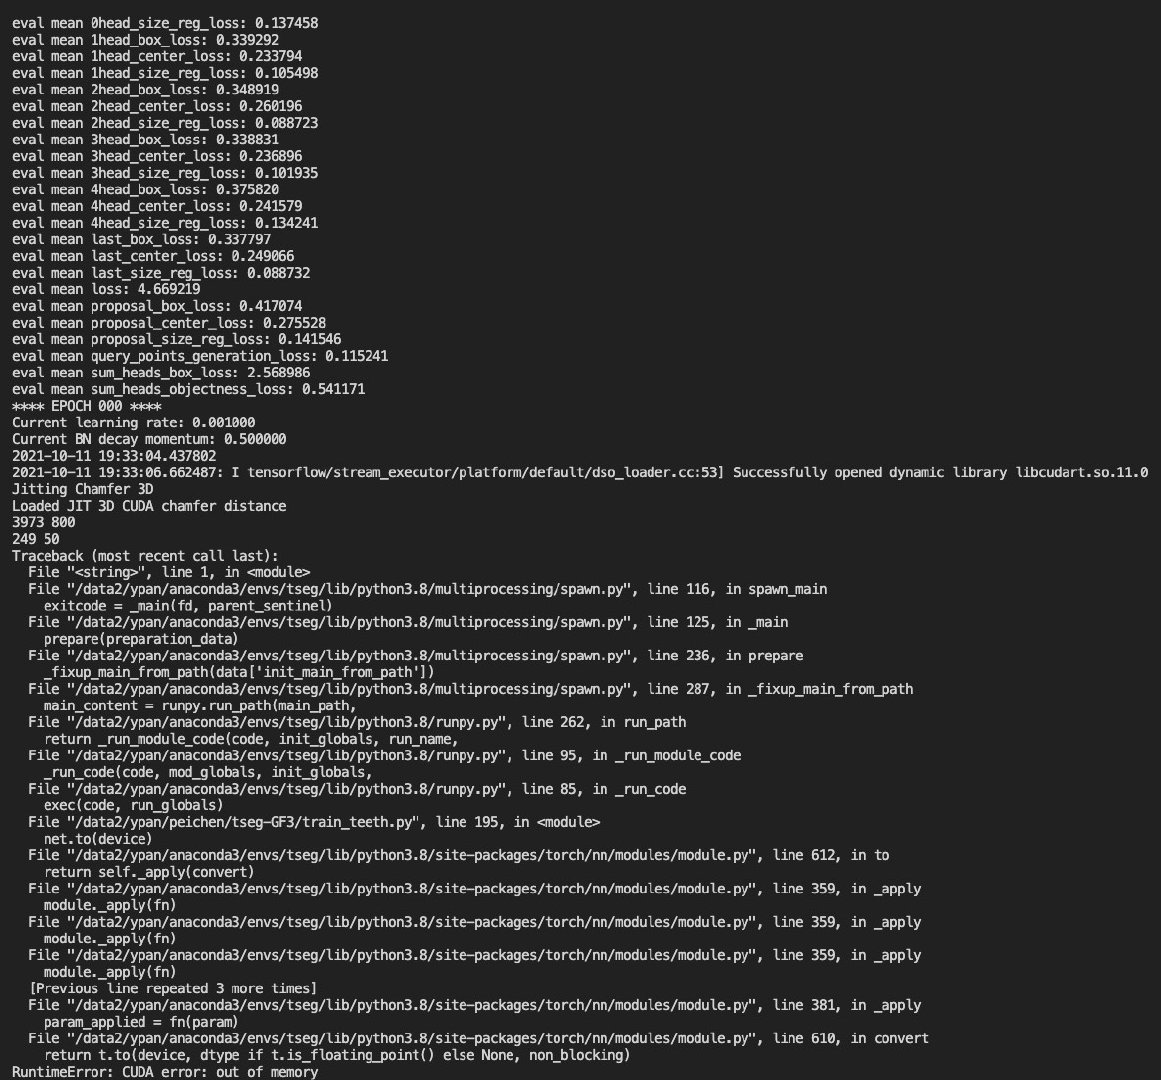 eval mean 0head_size_reg_loss: 0.137458
eval mean 1head_box_loss: 0.339292
eval mean 1head_center_loss: 0.233794
eval mean 1head_size_reg_loss: 0.105498
eval mean 2head_box_loss: 0.348919
eval mean 2head_center_loss: 0.260196
eval mean 2head_size_reg_loss: 0.088723
eval mean 3head_box_loss: 0.338831
eval mean 3head_center_loss: 0.236896
eval mean 3head_size_reg_loss: 0.101935
eval mean 4head_box_loss: 0.375820
eval mean 4head_center_loss: 0.241579
eval mean 4head_size_reg_loss: 0.134241
eval mean last_box_loss: 0.337797
eval mean last_center_loss: 0.249066
eval mean last_size_reg_loss: 0.088732
eval mean loss: 4.669219
eval mean proposal_box_loss: 0.417074
eval mean proposal_center_loss: 0.275528
eval mean proposal_size_reg_loss: 0.141546
eval mean query_points_generation_loss: 0.115241
eval mean sum_heads_box_loss: 2.568986
eval mean sum_heads_objectness_loss: 0.541171
**** EPOCH 000 ****
Current learning rate: 0.001000
Current BN decay momentum: 0.500000
2021-10-11 19:33:04.437802
2021-10-11 19:33:06.662487: I tensorflow/stream_executor/platform/default/dso_loader.cc:53] Successfully opened dynamic library libcudart.so.11.0
Jitting Chamfer 3D
Loaded JIT 3D CUDA chamfer distance
3973 800
249 50
Traceback (most recent call last):
  File "<string>", line 1, in <module>
  File "/data2/ypan/anaconda3/envs/tseg/lib/python3.8/multiprocessing/spawn.py", line 116, in spawn_main
    exitcode = _main(fd, parent_sentinel)
  File "/data2/ypan/anaconda3/envs/tseg/lib/python3.8/multiprocessing/spawn.py", line 125, in _main
    prepare(preparation_data)
  File "/data2/ypan/anaconda3/envs/tseg/lib/python3.8/multiprocessing/spawn.py", line 236, in prepare
    _fixup_main_from_path(data['init_main_from_path'])
  File "/data2/ypan/anaconda3/envs/tseg/lib/python3.8/multiprocessing/spawn.py", line 287, in _fixup_main_from_path
    main_content = runpy.run_path(main_path,
  File "/data2/ypan/anaconda3/envs/tseg/lib/python3.8/runpy.py", line 262, in run_path
    return _run_module_code(code, init_globals, run_name,
  File "/data2/ypan/anaconda3/envs/tseg/lib/python3.8/runpy.py", line 95, in _run_module_code
    _run_code(code, mod_globals, init_globals,
  File "/data2/ypan/anaconda3/envs/tseg/lib/python3.8/runpy.py", line 85, in _run_code
    exec(code, run_globals)
  File "/data2/ypan/peichen/tseg-GF3/train_teeth.py", line 195, in <module>
    net.to(device)
  File "/data2/ypan/anaconda3/envs/tseg/lib/python3.8/site-packages/torch/nn/modules/module.py", line 612, in to
    return self._apply(convert)
  File "/data2/ypan/anaconda3/envs/tseg/lib/python3.8/site-packages/torch/nn/modules/module.py", line 359, in _apply
    module._apply(fn)
  File "/data2/ypan/anaconda3/envs/tseg/lib/python3.8/site-packages/torch/nn/modules/module.py", line 359, in _apply
    module._apply(fn)
  File "/data2/ypan/anaconda3/envs/tseg/lib/python3.8/site-packages/torch/nn/modules/module.py", line 359, in _apply
    module._apply(fn)
  [Previous line repeated 3 more times]
  File "/data2/ypan/anaconda3/envs/tseg/lib/python3.8/site-packages/torch/nn/modules/module.py", line 381, in _apply
    param_applied = fn(param)
  File "/data2/ypan/anaconda3/envs/tseg/lib/python3.8/site-packages/torch/nn/modules/module.py", line 610, in convert
    return t.to(device, dtype if t.is_floating_point() else None, non_blocking)
RuntimeError: CUDA error: out of memory